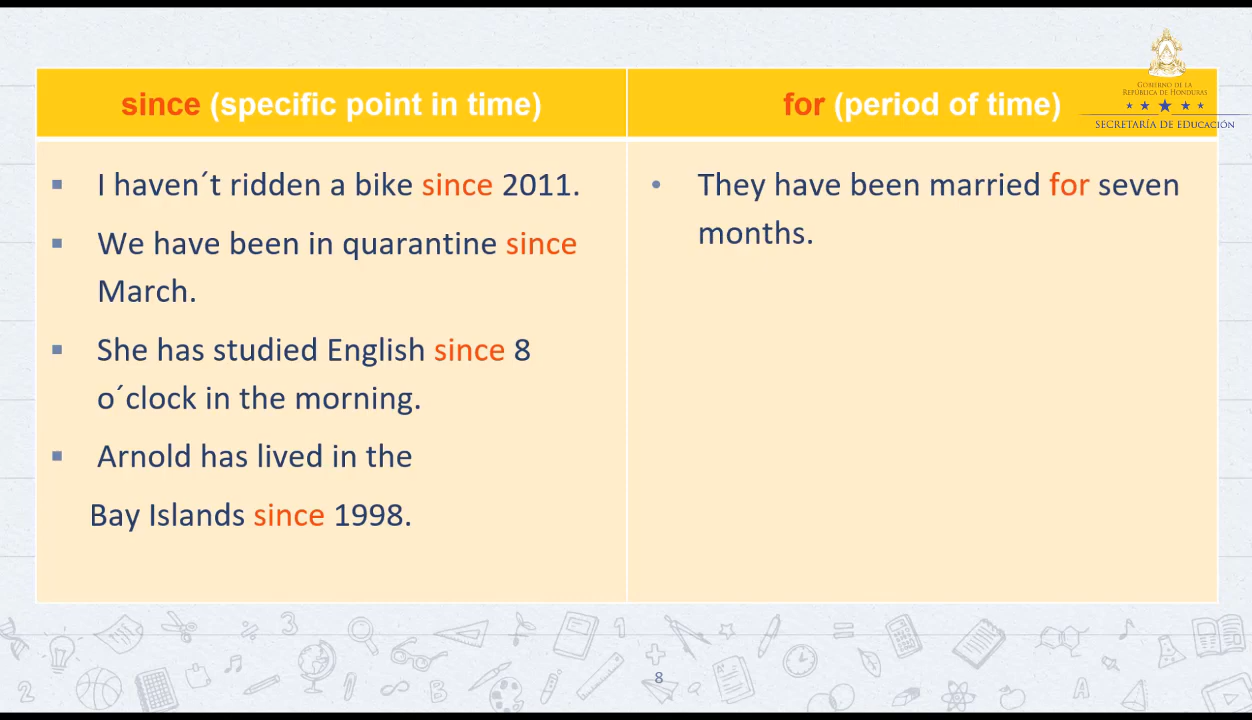 GOBIERNO DE LA
REPÚBLICA DE HONDURAS
SECRETARÍA DE EDUCACIÓN
since (specific point in time)
for (period of time)
I haven´t ridden a bike since 2011.
We have been in quarantine since
March.
She has studied English since 8
o´clock in the morning.
Arnold has lived in the
Bay Islands since 1998.
They have been married for seven
months.
8